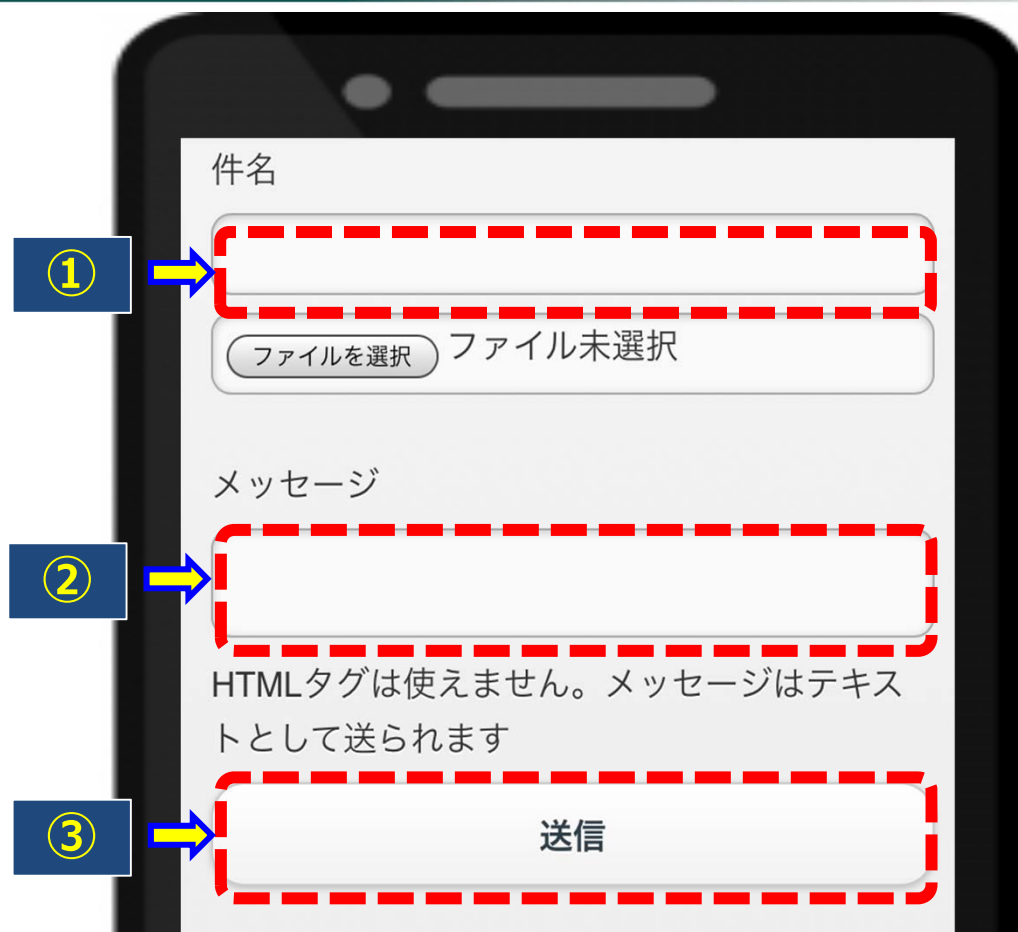 件名
①
ファイルを選択 ファイル未選択
メッセージ
②
HTMLタグは使えません。メッセージはテキス
トとして送られます
③
送信